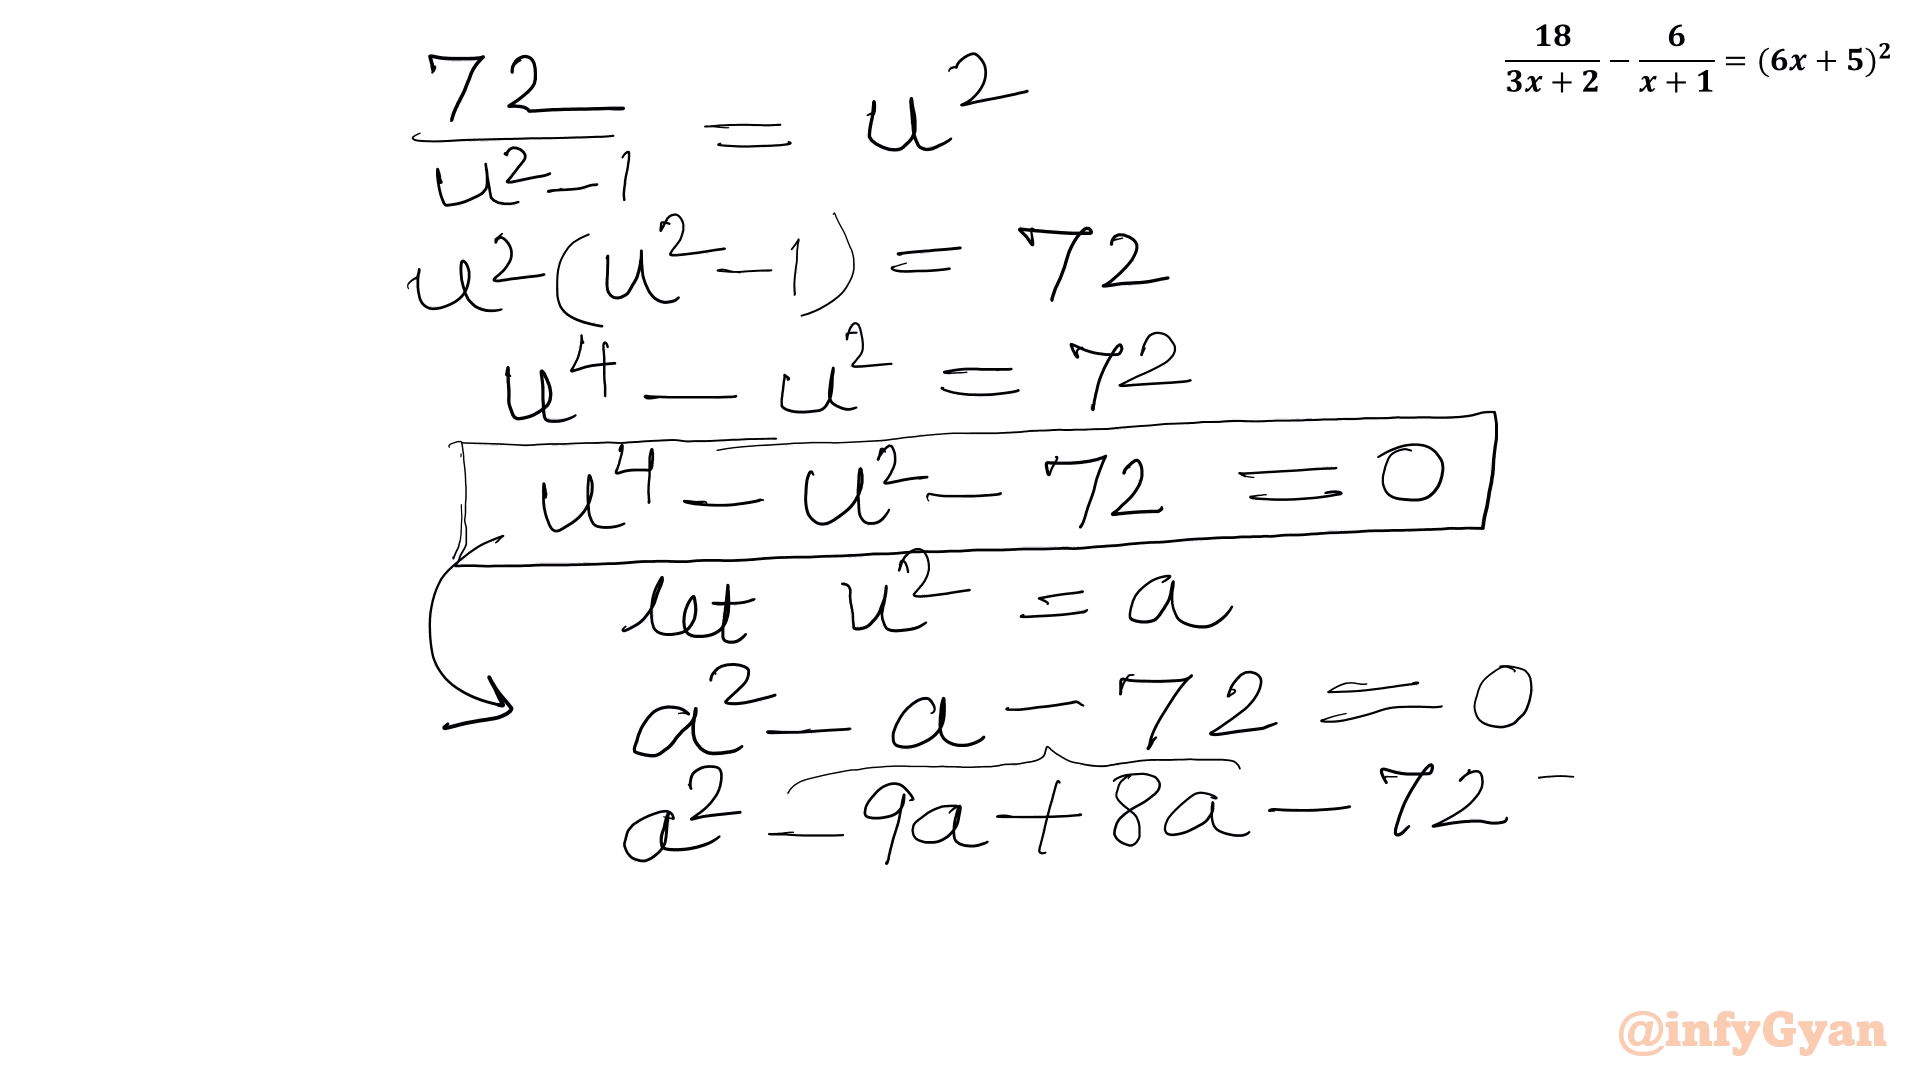 18/(3x + 2) − 6/(x + 1) = (6x + 5)²
72/(u² − 1) = u²
u²(u² − 1) = 72
u⁴ − u² = 72
u⁴ − u² − 72 = 0
let u² = a
a² − a − 72 = 0
a² − 9a + 8a − 72 −
@infyGyan